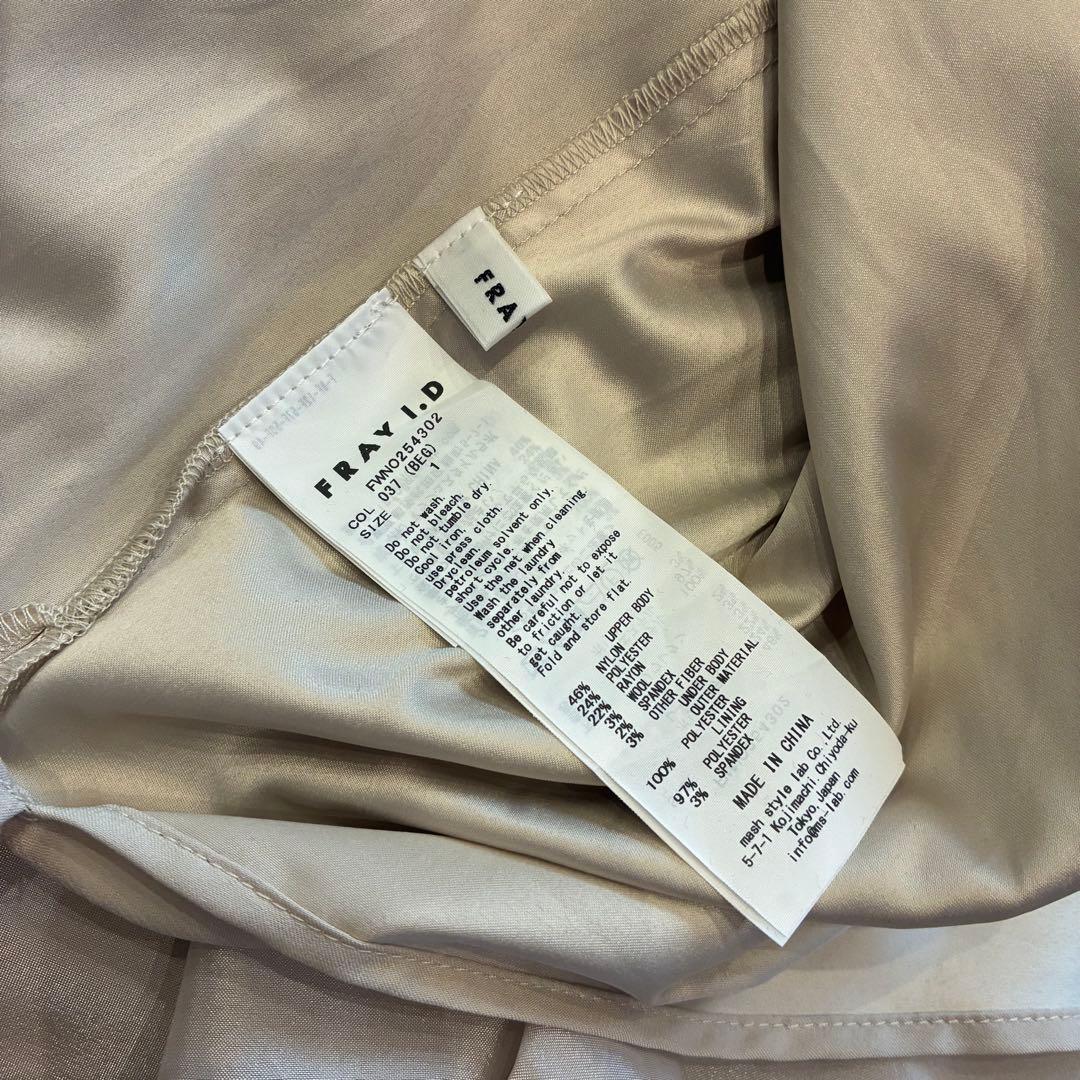 FRA
FRAY I.D
FWNO254302
COL 037 (BEG)
SIZE 1
Do not wash.
Do not bleach.
Do not tumble dry.
Cool iron.
use press cloth.
Dryclean.
petroleum solvent only.
short cycle.
Use the net when cleaning.
Wash the laundry
separately from
other laundry.
Be careful not to expose
to friction or let it
get caught.
Fold and store flat.
UPPER BODY
46% NYLON
24% POLYESTER
22% RAYON
3% WOOL
2% SPANDEX
3% OTHER FIBER
UNDER BODY
OUTER MATERIAL
100% POLYESTER
LINING
97% POLYESTER
3% SPANDEX
MADE IN CHINA
mash style lab Co., Ltd.
5-7-1 Kojimachi, Chiyoda-ku
Tokyo, Japan
info@ms-lab.com